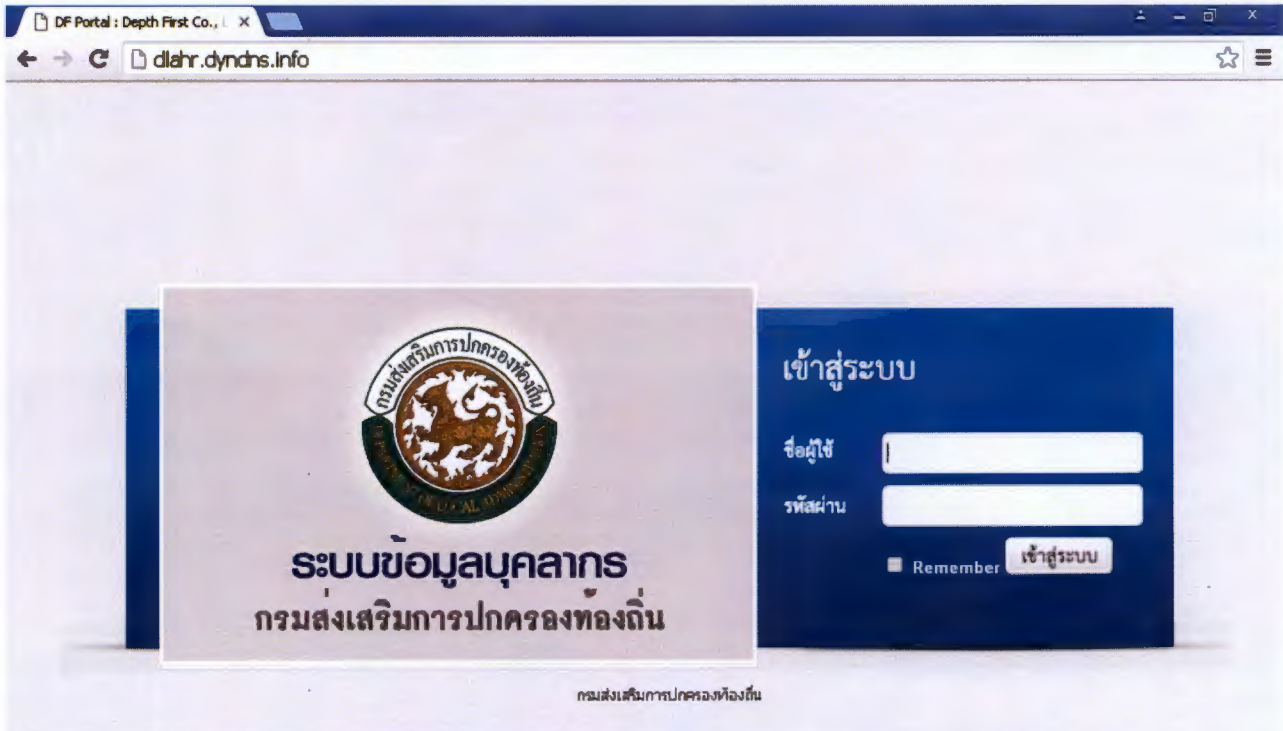 DF Portal : Depth First Co.,
dlahr.dyndns.info
กรมส่งเสริมการปกครองท้องถิ่น
DEPARTMENT OF LOCAL ADMINISTRATION
ระบบข้อมูลบุคลากร
กรมส่งเสริมการปกครองท้องถิ่น
เข้าสู่ระบบ
ชื่อผู้ใช้
รหัสผ่าน
Remember เข้าสู่ระบบ
กรมส่งเสริมการปกครองท้องถิ่น